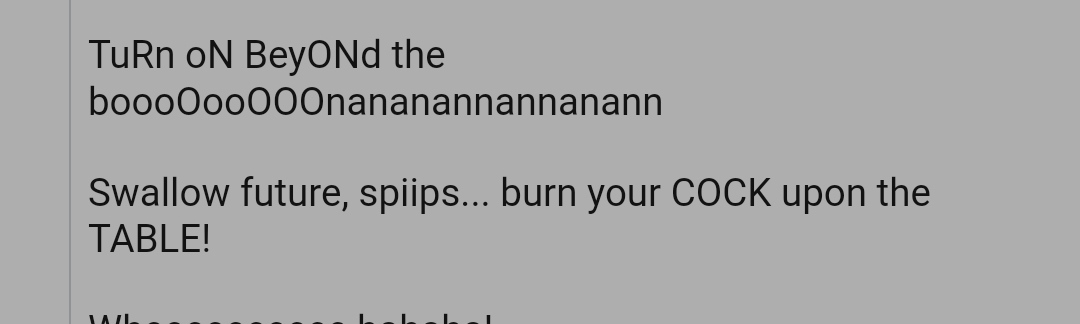 TuRn oN BeyONd the
boooOooOOOnananannannanann
Swallow future, spiips... burn your COCK upon the
TABLE!